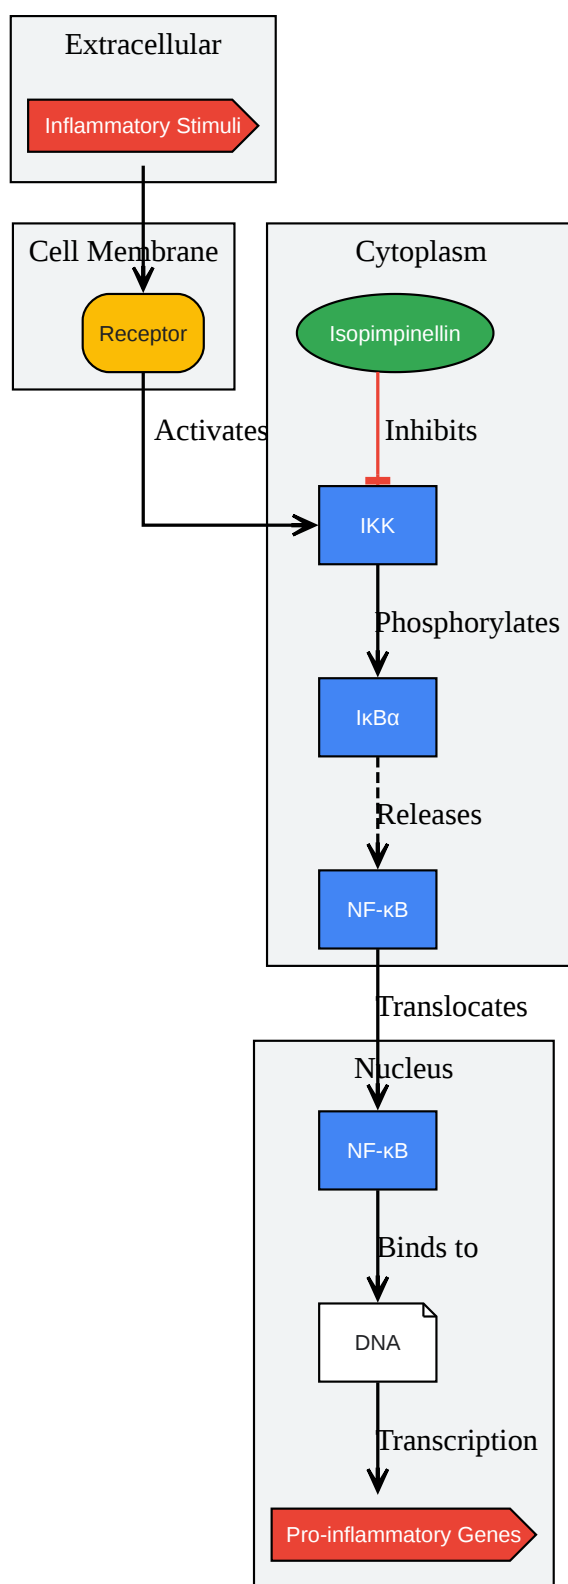 Extracellular
Inflammatory Stimuli
Cell Membrane
Cytoplasm
Receptor
Isopimpinellin
Activates
Inhibits
IKK
Phosphorylates
IκBα
Releases
NF-κB
Translocates
Nucleus
NF-κB
Binds to
DNA
Transcription
Pro-inflammatory Genes